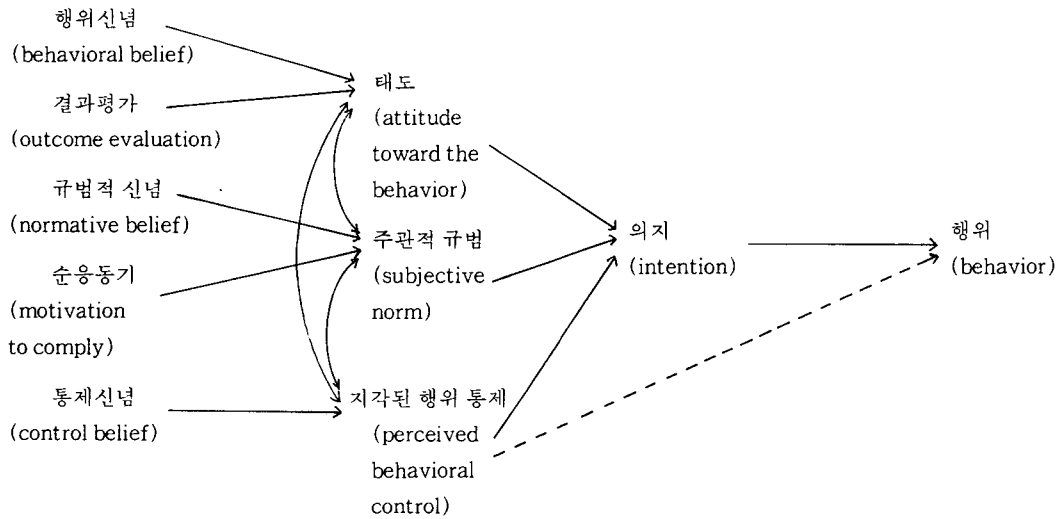 행위신념
(behavioral belief)
결과평가
(outcome evaluation)
규범적 신념
(normative belief)
순응동기
(motivation
to comply)
통제신념
(control belief)
태도
(attitude
toward the
behavior)
주관적 규범
(subjective
norm)
지각된 행위 통제
(perceived
behavioral
control)
의지
(intention)
행위
(behavior)